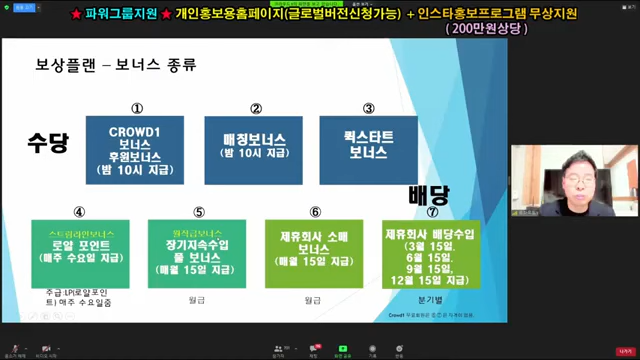 ★ 파워그룹지원 ★ 개인홍보용홈페이지(글로벌버전신청가능) + 인스타홍보프로그램 무상지원
( 200만원상당 )
보상플랜 – 보너스 종류
수당
①
CROWD1
보너스
후원보너스
(밤 10시 지급)
②
매칭보너스
(밤 10시 지급)
③
퀵스타트
보너스
배당
④
스트림라인보너스
로얄 포인트
(매주 수요일 지급)
주급 LP(로얄포인
트) 매주 수요일줌
⑤
월직급보너스
장기지속수입
풀 보너스
(매월 15일 지급)
월급
⑥
제휴회사 소매
보너스
(매월 15일 지급)
월급
⑦
제휴회사 배당수입
(3월 15일.
6월 15일.
9월 15일,
12월 15일 지급)
분기별
나가기